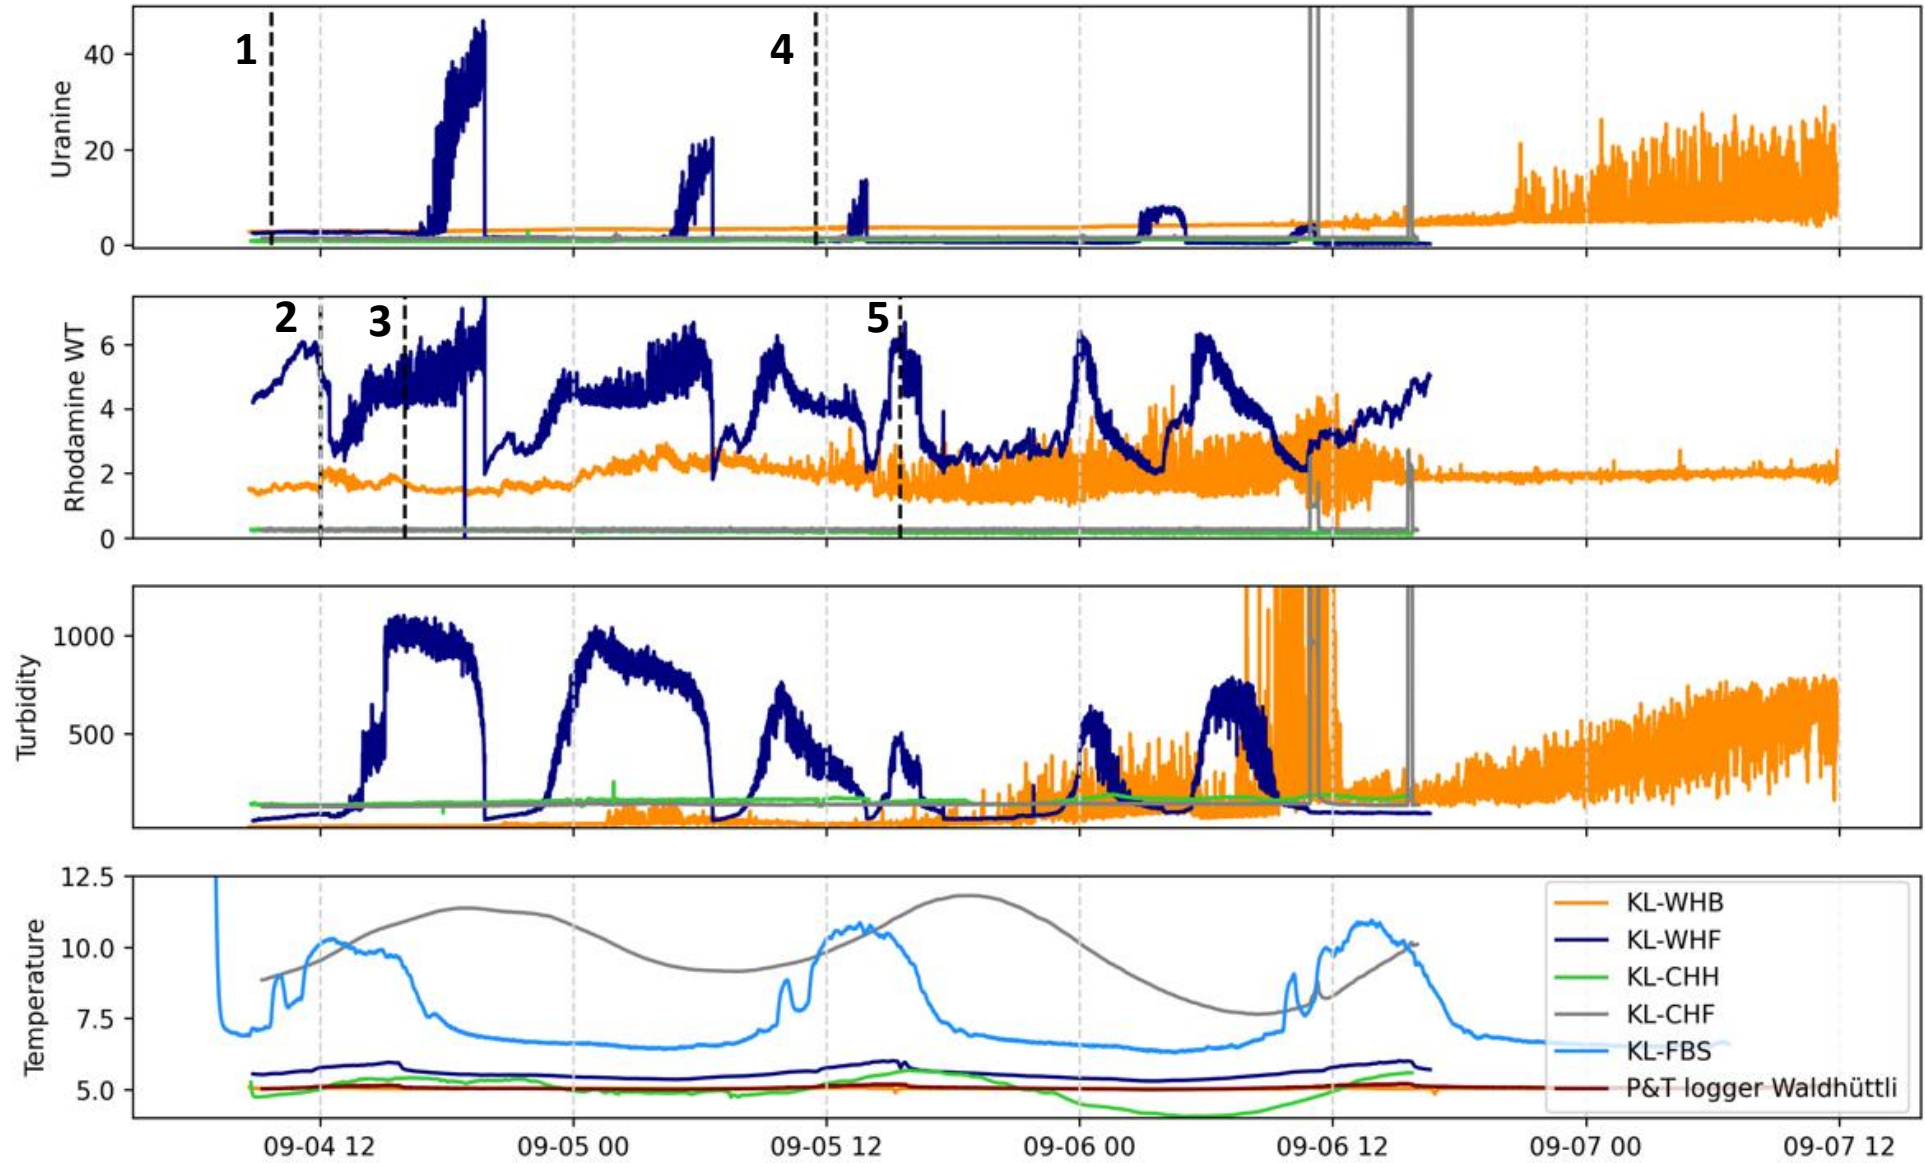 1
4
40
20
0
Uranine
2
3
5
6
4
2
0
Rhodamine WT
1000
500
Turbidity
12.5
10.0
7.5
5.0
Temperature
KL-WHB
KL-WHF
KL-CHH
KL-CHF
KL-FBS
P&T logger Waldhüttli
09-04 12
09-05 00
09-05 12
09-06 00
09-06 12
09-07 00
09-07 12